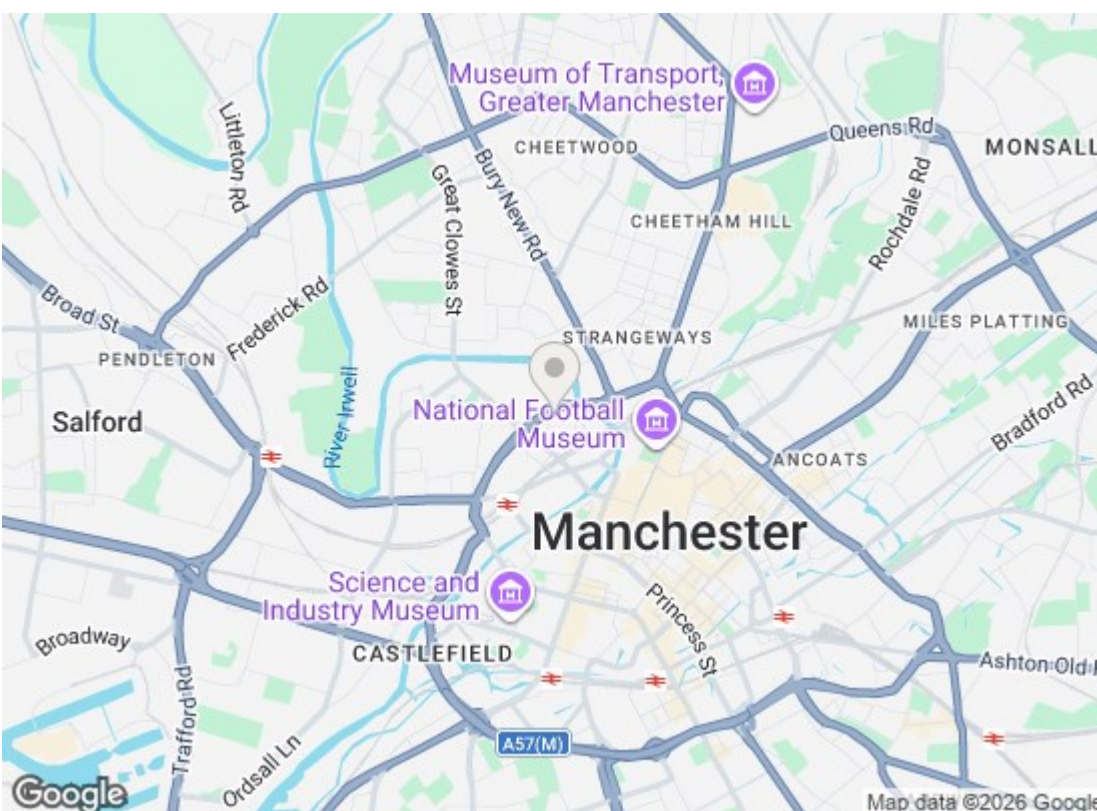 Museum of Transport,
Greater Manchester
Queens Rd
CHEETWOOD
MONSALL
Littleton Rd
Bury New Rd
Great Clowes St
Rochdale Rd
CHEETHAM HILL
Broad St
Frederick Rd
STRANGEWAYS
MILES PLATTING
PENDLETON
River Irwell
Salford
National Football
Museum
Bradford Rd
ANCOATS
Manchester
Science and
Industry Museum
Princess St
Broadway
CASTLEFIELD
Ashton Old
Trafford Rd
Ordsall Ln
A57(M)
Google
Map data ©2026 Google